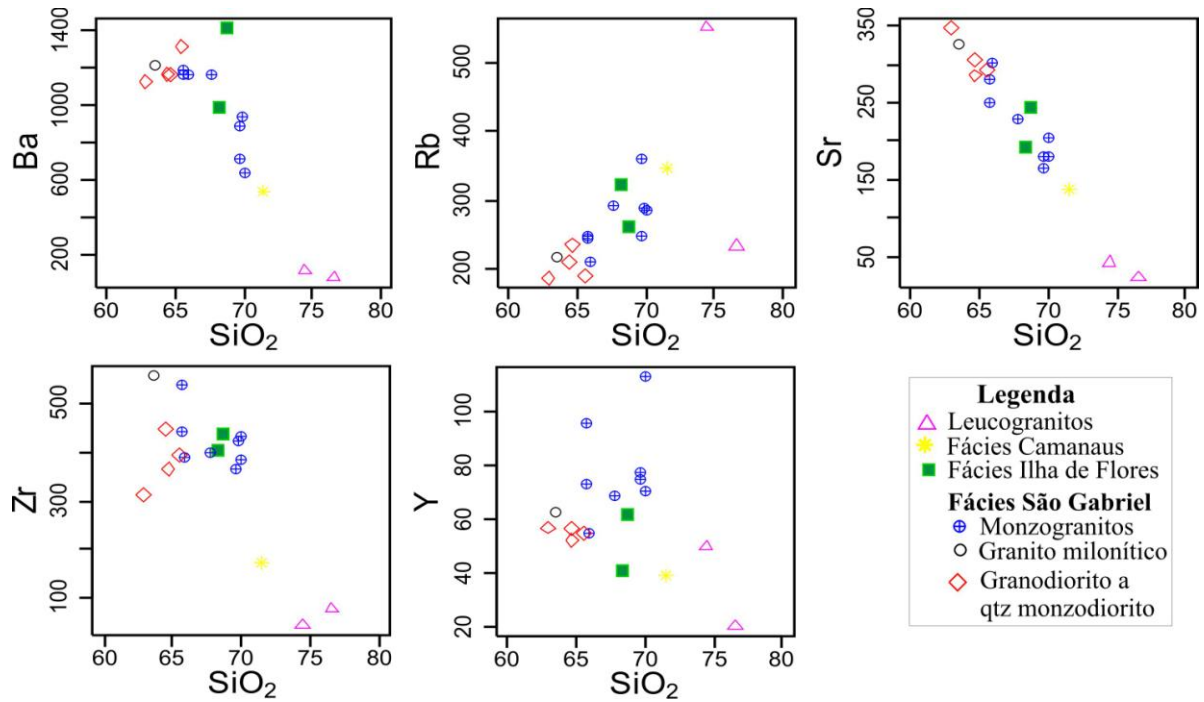 1400
1000
600
200
Ba
60 65 70 75 80
SiO₂
500
400
300
200
Rb
60 65 70 75 80
SiO₂
350
250
150
50
Sr
60 65 70 75 80
SiO₂
500
300
100
Zr
60 65 70 75 80
SiO₂
100
80
60
40
20
Y
60 65 70 75 80
SiO₂
Legenda
Leucogranitos
Fácies Camanaus
Fácies Ilha de Flores
Fácies São Gabriel
Monzogranitos
Granito milonítico
Granodiorito a
qtz monzodiorito